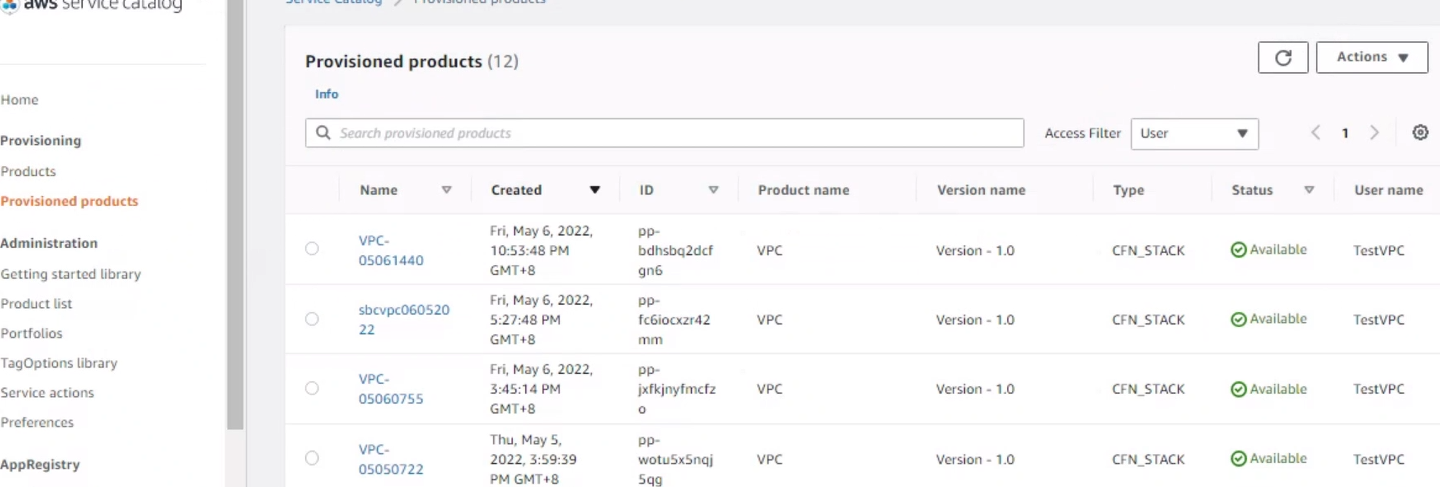 aws service catalog
Service Catalog > Provisioned products
Home
Provisioning
Products
Provisioned products
Administration
Getting started library
Product list
Portfolios
TagOptions library
Service actions
Preferences
AppRegistry
Provisioned products (12)
Actions
Info
Search provisioned products
Access Filter User
1
Name Created ID Product name Version name Type Status User name
VPC-
05061440
Fri, May 6, 2022,
10:53:48 PM
GMT+8
pp-
bdhsbq2dcf
gn6
VPC
Version - 1.0
CFN_STACK
Available
TestVPC
sbcvpc060520
22
Fri, May 6, 2022,
5:27:48 PM
GMT+8
pp-
fc6iocxzr42
mm
VPC
Version - 1.0
CFN_STACK
Available
TestVPC
VPC-
05060755
Fri, May 6, 2022,
3:45:14 PM
GMT+8
pp-
jxfkjnyfmcfz
o
VPC
Version - 1.0
CFN_STACK
Available
TestVPC
VPC-
05050722
Thu, May 5,
2022, 3:59:39
PM GMT+8
pp-
wotu5x5nqj
5qg
VPC
Version - 1.0
CFN_STACK
Available
TestVPC